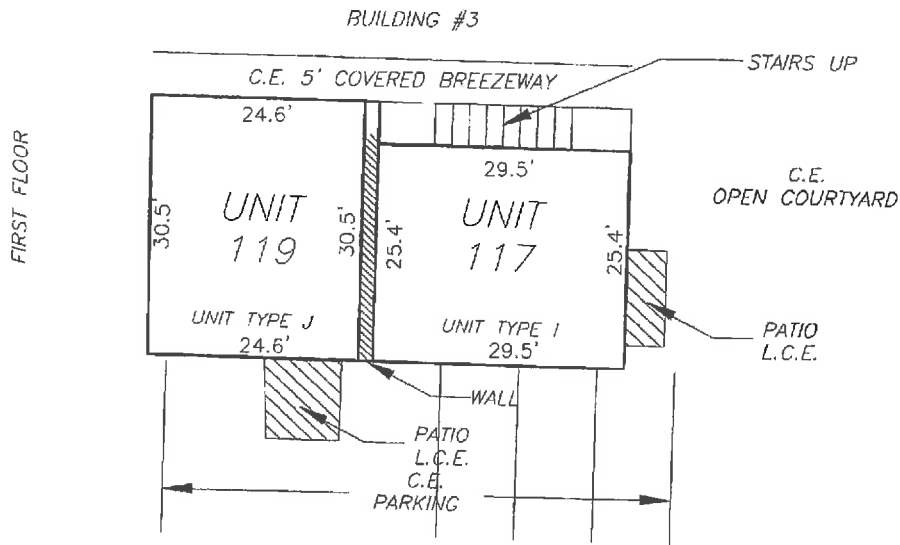 BUILDING #3
STAIRS UP
C.E. 5' COVERED BREEZEWAY
24.6'
FIRST FLOOR
29.5'
C.E.
OPEN COURTYARD
UNIT
119
30.5'
30.5'
25.4'
UNIT
117
25.4'
UNIT TYPE J
24.6'
UNIT TYPE I
29.5'
PATIO
L.C.E.
WALL
PATIO
L.C.E.
C.E.
PARKING